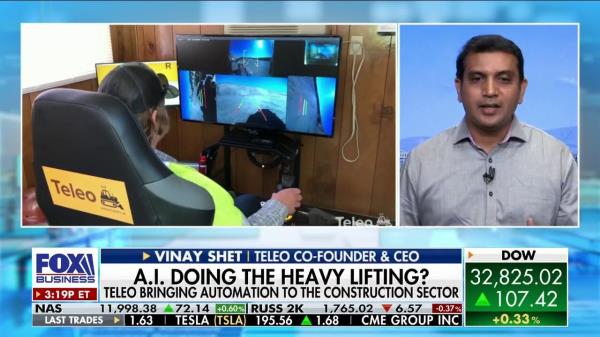 R
Teleo
Teleo
VINAY SHET | TELEO CO-FOUNDER & CEO
FOX
BUSINESS
3:19P ET
A.I. DOING THE HEAVY LIFTING?
TELEO BRINGING AUTOMATION TO THE CONSTRUCTION SECTOR
DOW
32,825.02
107.42
+0.33%
NAS 11,998.38 72.14 +0.60% RUSS 2K 1,765.02 6.57 -0.37%
LAST TRADES 1.63 TESLA (TSLA) 195.56 1.68 CME GROUP INC